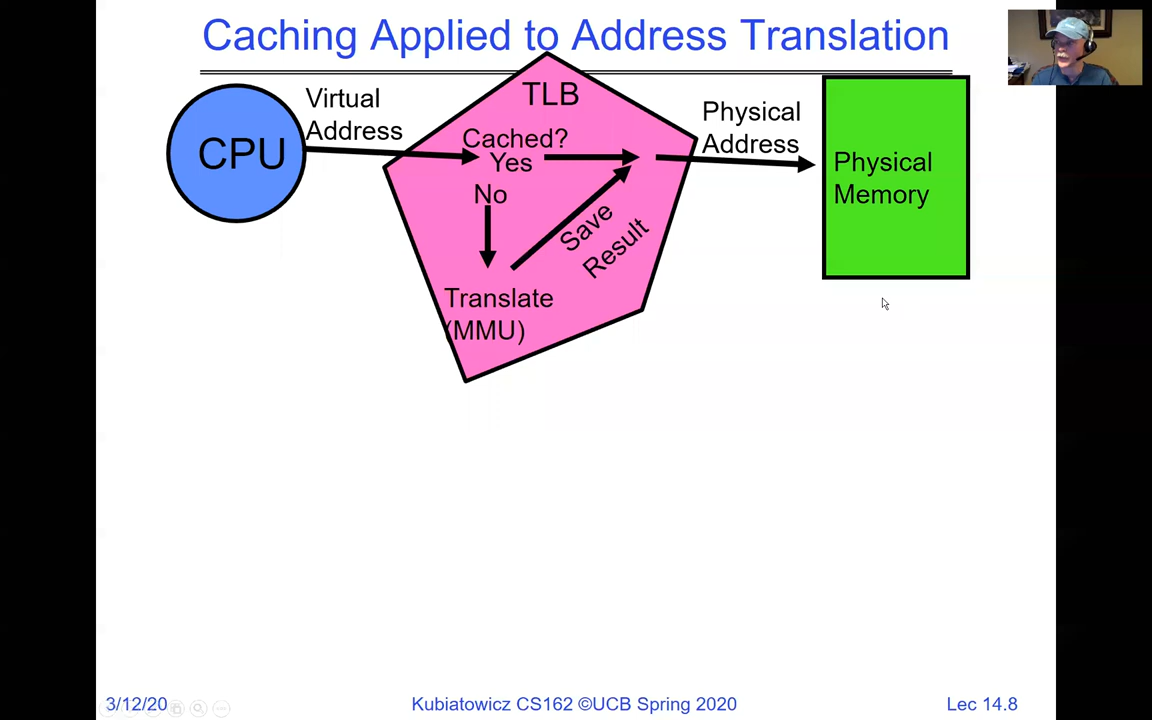 Caching Applied to Address Translation
CPU
Virtual
Address
TLB
Cached?
Yes
No
Save
Result
Translate
(MMU)
Physical
Address
Physical
Memory
3/12/20
Kubiatowicz CS162 ©UCB Spring 2020
Lec 14.8